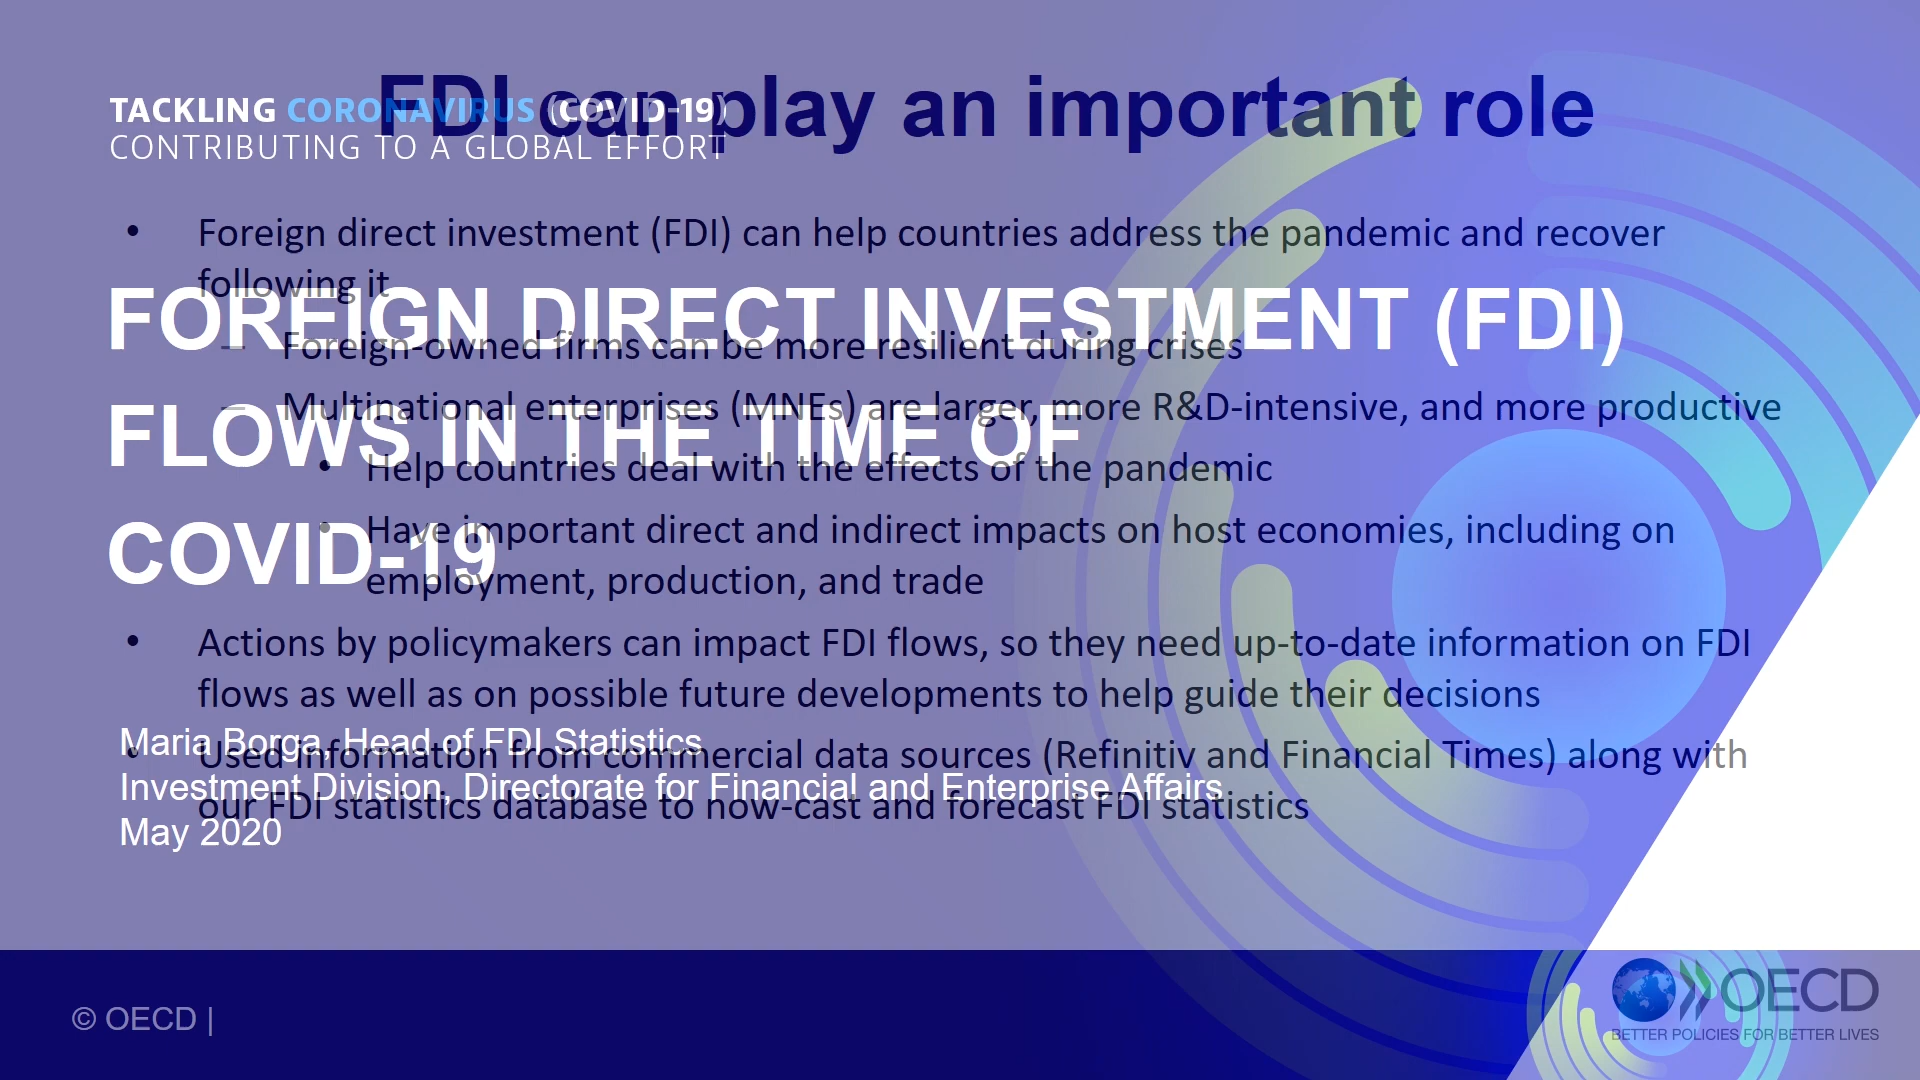 TACKLING CORONAVIRUS (COVID-19)
CONTRIBUTING TO A GLOBAL EFFORT
FOREIGN DIRECT INVESTMENT (FDI)
FLOWS IN THE TIME OF
COVID-19
Maria Borga, Head of FDI Statistics
Investment Division, Directorate for Financial and Enterprise Affairs
May 2020
FDI can play an important role
• Foreign direct investment (FDI) can help countries address the pandemic and recover
following it
– Foreign-owned firms can be more resilient during crises
– Multinational enterprises (MNEs) are larger, more R&D-intensive, and more productive
• Help countries deal with the effects of the pandemic
• Have important direct and indirect impacts on host economies, including on
employment, production, and trade
• Actions by policymakers can impact FDI flows, so they need up-to-date information on FDI
flows as well as on possible future developments to help guide their decisions
• Used information from commercial data sources (Refinitiv and Financial Times) along with
our FDI statistics database to now-cast and forecast FDI statistics
© OECD |
OECD
BETTER POLICIES FOR BETTER LIVES